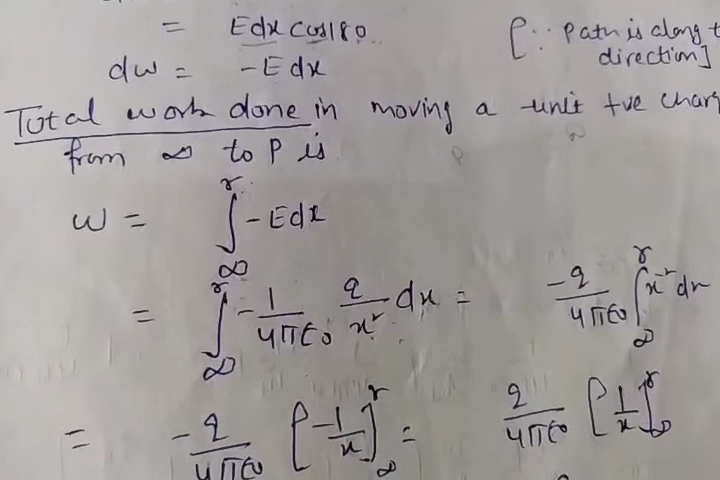 = Edx cos180 [∵ Path is along t
dw = -Edx direction]
Total work done in moving a unit +ve charg
from ∞ to P is
w = ∫_∞^r -Edx
= ∫_∞^r -1/4πϵ₀ q/x² dx = -q/4πϵ₀ ∫_∞^r x⁻² dx
= -q/4πϵ₀ [-1/x]_∞^r = q/4πϵ₀ [1/x]_∞^r